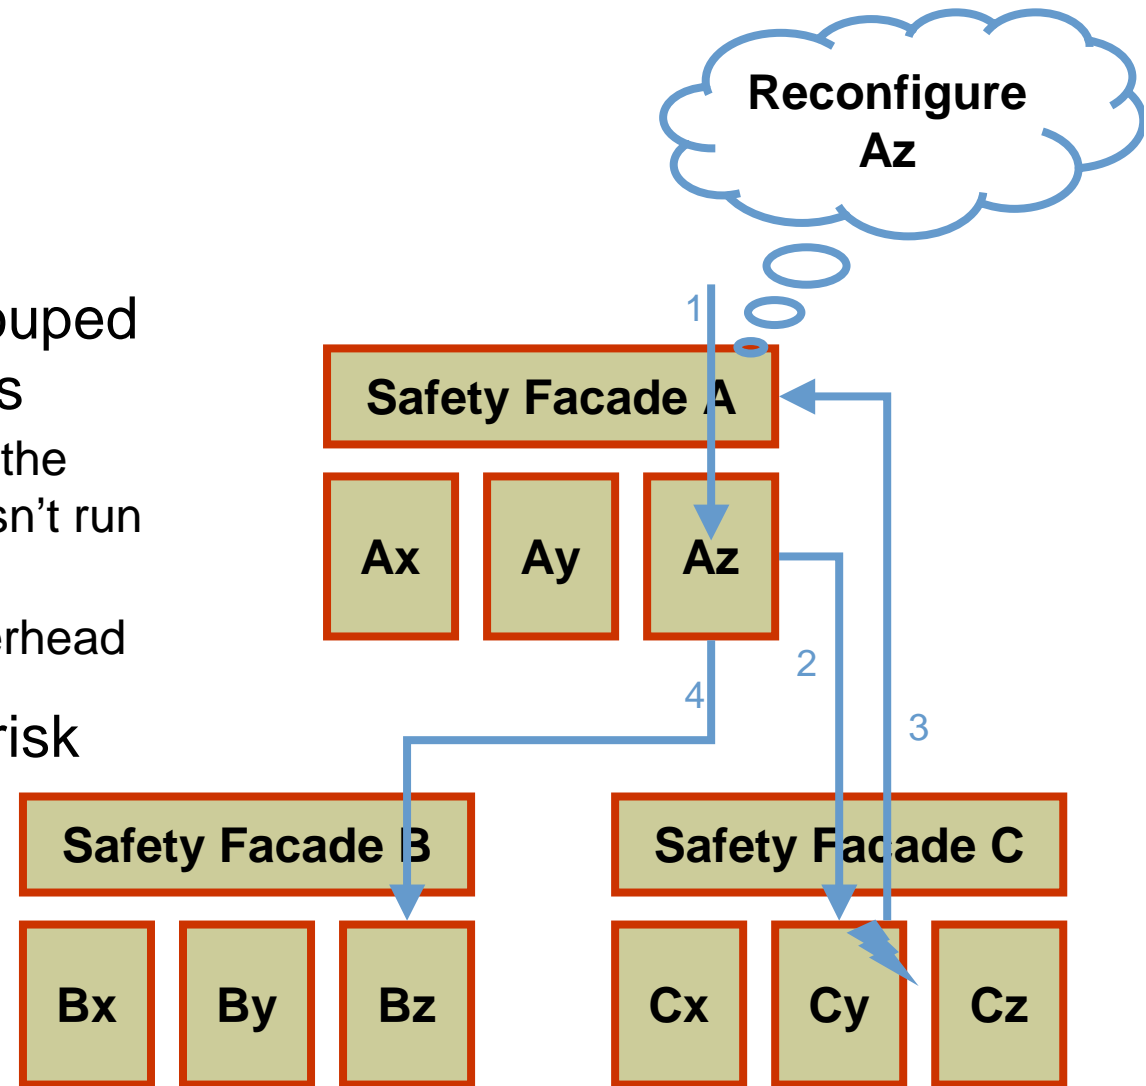 Reconfigure
Az
ouped
s
the
sn't run
erhead
risk
1
Safety Facade A
Ax Ay Az
2
4
3
Safety Facade B
Safety Facade C
Bx By Bz
Cx Cy Cz